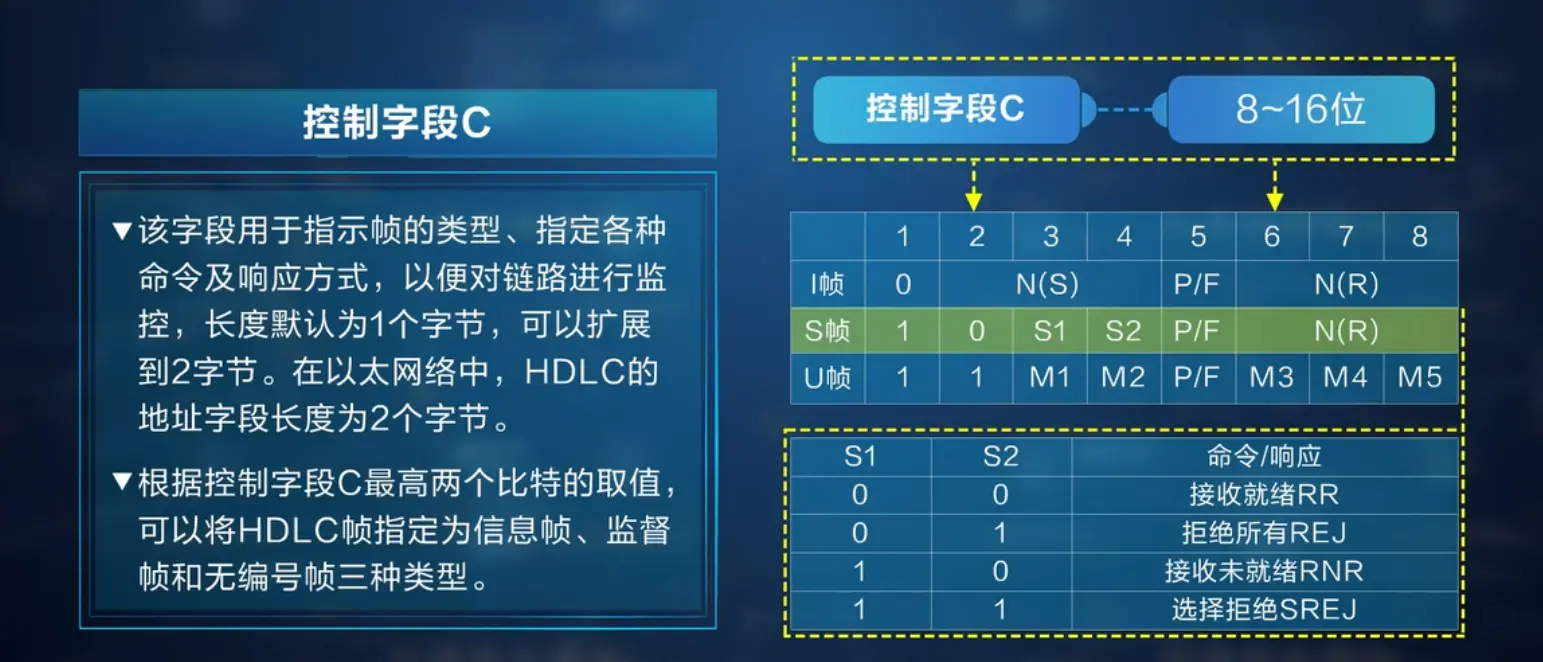 控制字段C
▼该字段用于指示帧的类型、指定各种
命令及响应方式，以便对链路进行监
控，长度默认为1个字节，可以扩展
到2字节。在以太网络中，HDLC的
地址字段长度为2个字节。
▼根据控制字段C最高两个比特的取值，
可以将HDLC帧指定为信息帧、监督
帧和无编号帧三种类型。
控制字段C 8~16位
1 2 3 4 5 6 7 8
I帧 0 N(S) P/F N(R)
S帧 1 0 S1 S2 P/F N(R)
U帧 1 1 M1 M2 P/F M3 M4 M5
S1 S2 命令/响应
0 0 接收就绪RR
0 1 拒绝所有REJ
1 0 接收未就绪RNR
1 1 选择拒绝SREJ